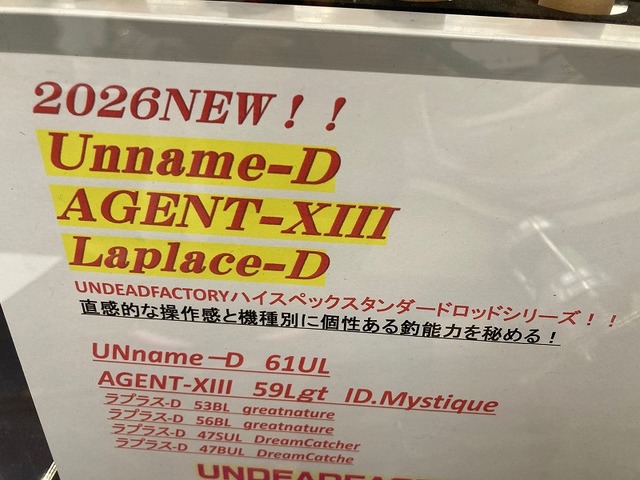 2026NEW！！
Unname-D
AGENT-XIII
Laplace-D
UNDEADFACTORYハイスペックスタンダードロッドシリーズ！！
直感的な操作感と機種別に個性ある釣能力を秘める！
UNname－D 61UL
AGENT-XIII 59Lgt ID.Mystique
ラプラス-D 53BL greatnature
ラプラス-D 56BL greatnature
ラプラス-D 47SUL DreamCatcher
ラプラス-D 47BUL DreamCatche
UNDEADFAC